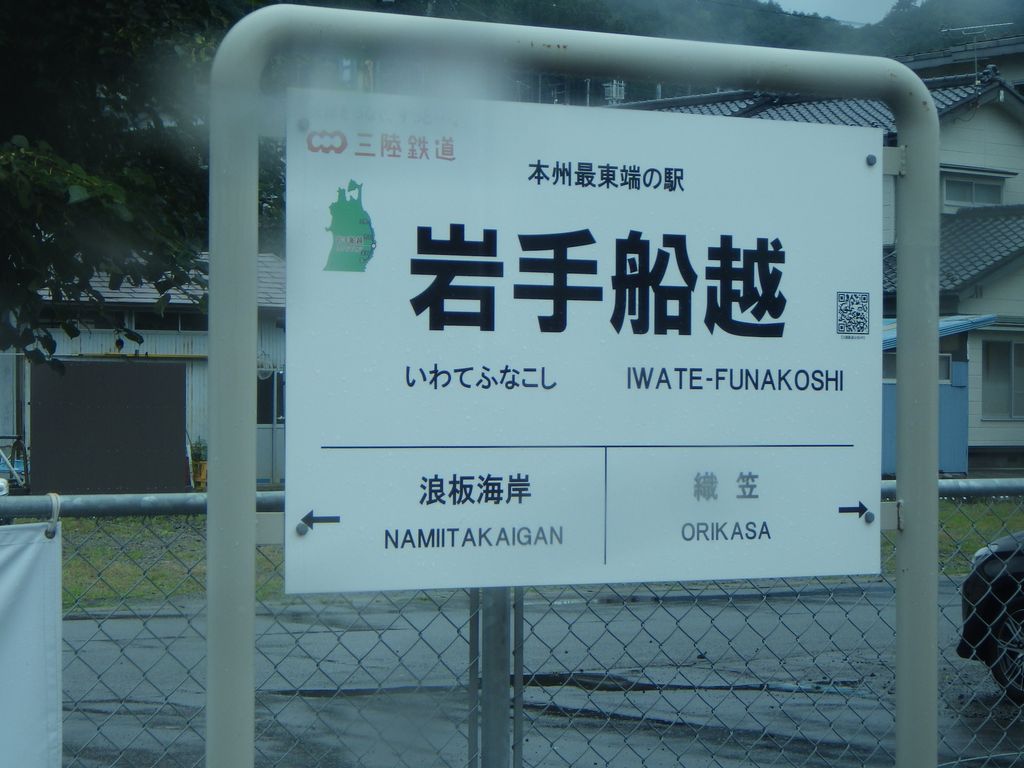 三陸鉄道
本州最東端の駅
岩手船越
いわてふなこし IWATE-FUNAKOSHI
浪板海岸
NAMIITAKAIGAN
織笠
ORIKASA